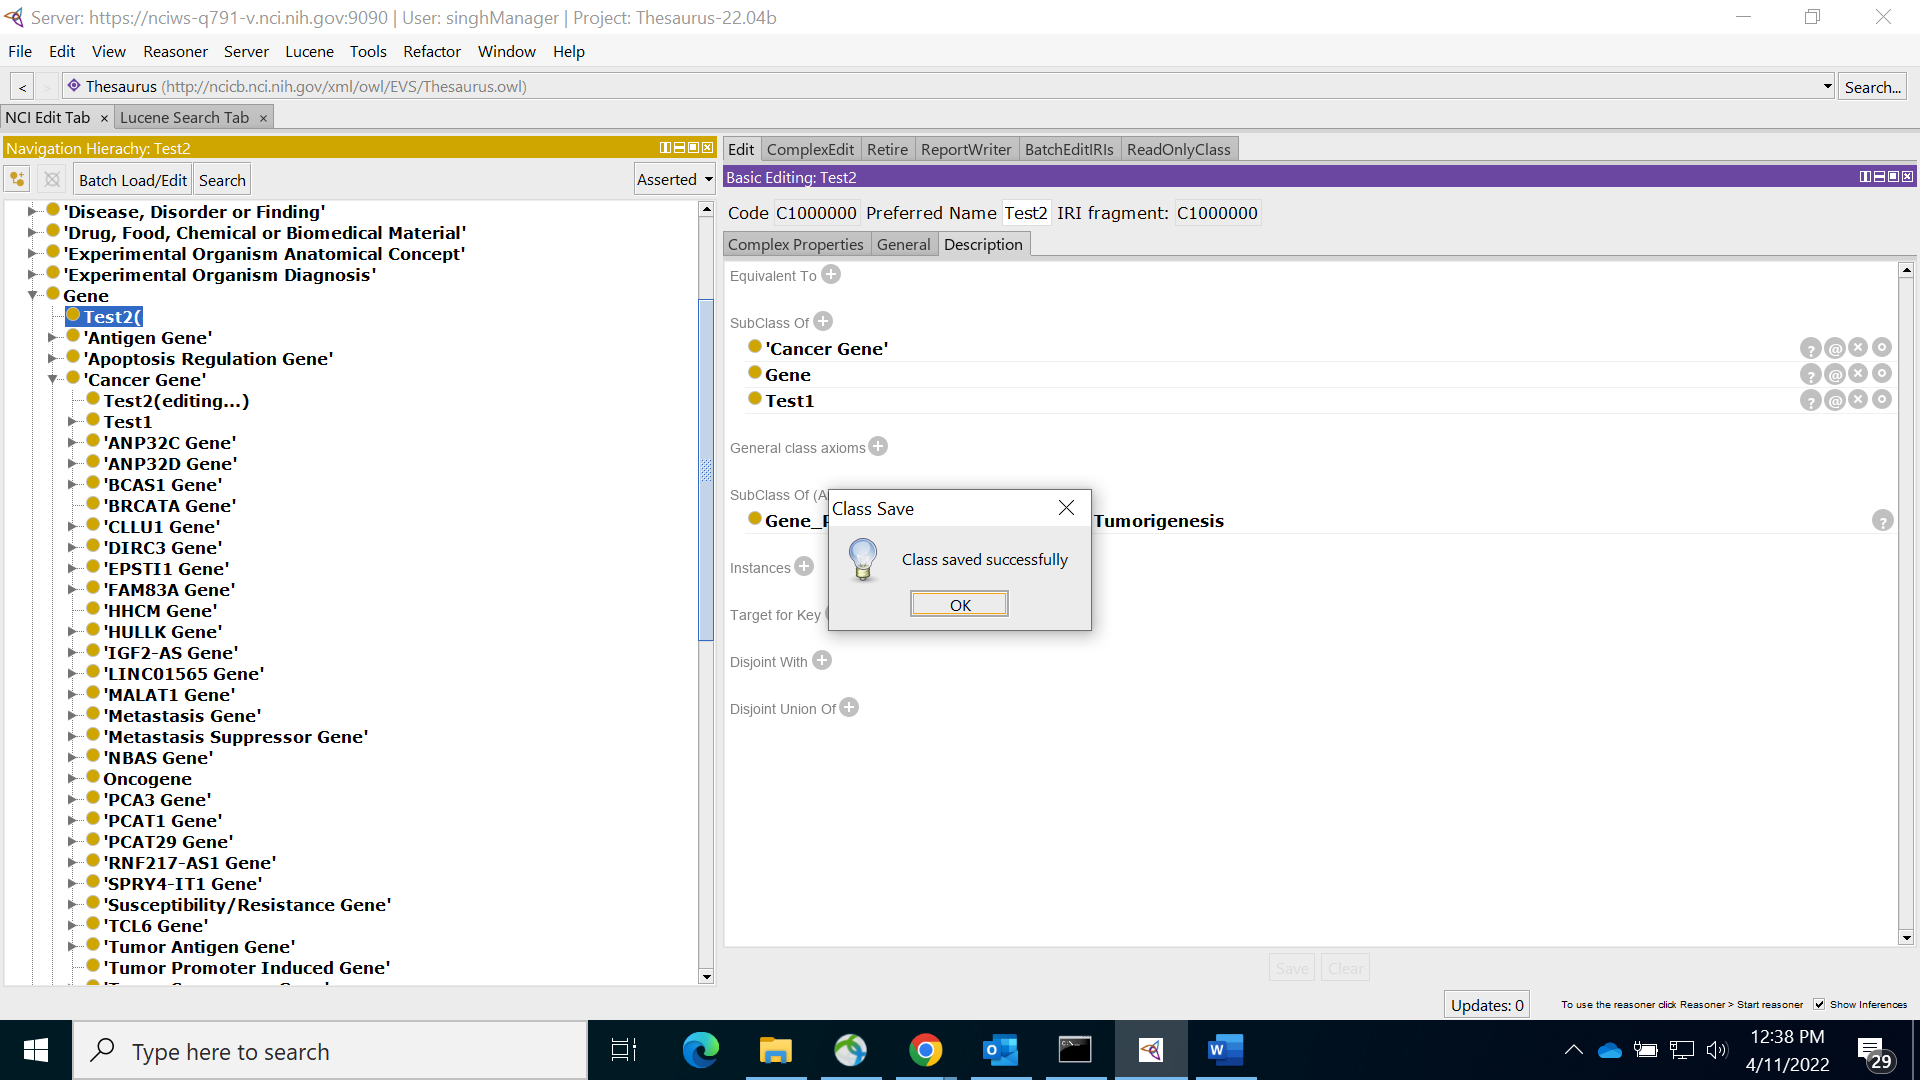 Server: https://nciws-q791-v.nci.nih.gov:9090 | User: singhManager | Project: Thesaurus-22.04b
File Edit View Reasoner Server Lucene Tools Refactor Window Help
< > Thesaurus (http://ncicb.nci.nih.gov/xml/owl/EVS/Thesaurus.owl) Search...
NCI Edit Tab × Lucene Search Tab ×
Navigation Hierachy: Test2
Batch Load/Edit Search Asserted
'Disease, Disorder or Finding'
'Drug, Food, Chemical or Biomedical Material'
'Experimental Organism Anatomical Concept'
'Experimental Organism Diagnosis'
Gene
Test2(
'Antigen Gene'
'Apoptosis Regulation Gene'
'Cancer Gene'
Test2(editing...)
Test1
'ANP32C Gene'
'ANP32D Gene'
'BCAS1 Gene'
'BRCATA Gene'
'CLLU1 Gene'
'DIRC3 Gene'
'EPSTI1 Gene'
'FAM83A Gene'
'HHCM Gene'
'HULLK Gene'
'IGF2-AS Gene'
'LINC01565 Gene'
'MALAT1 Gene'
'Metastasis Gene'
'Metastasis Suppressor Gene'
'NBAS Gene'
Oncogene
'PCA3 Gene'
'PCAT1 Gene'
'PCAT29 Gene'
'RNF217-AS1 Gene'
'SPRY4-IT1 Gene'
'Susceptibility/Resistance Gene'
'TCL6 Gene'
'Tumor Antigen Gene'
'Tumor Promoter Induced Gene'
Edit ComplexEdit Retire ReportWriter BatchEditIRIs ReadOnlyClass
Basic Editing: Test2
Code C1000000 Preferred Name Test2 IRI fragment: C1000000
Complex Properties General Description
Equivalent To
SubClass Of
'Cancer Gene'
Gene
Test1
General class axioms
SubClass Of (A
Gene_P Tumorigenesis
Instances
Target for Key
Disjoint With
Disjoint Union Of
Class Save
Class saved successfully
OK
Save Clear
Updates: 0 To use the reasoner click Reasoner > Start reasoner Show Inferences
Type here to search
12:38 PM
4/11/2022
29